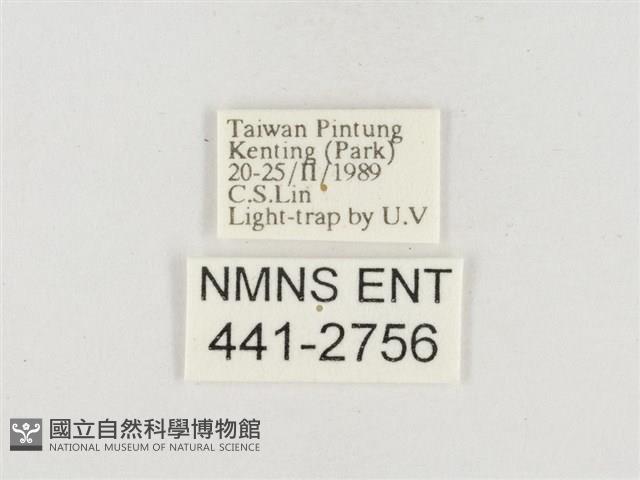 Taiwan Pintung
Kenting (Park)
20-25/II/1989
C.S.Lin
Light-trap by U.V
NMNS ENT
441-2756
國立自然科學博物館
NATIONAL MUSEUM OF NATURAL SCIENCE